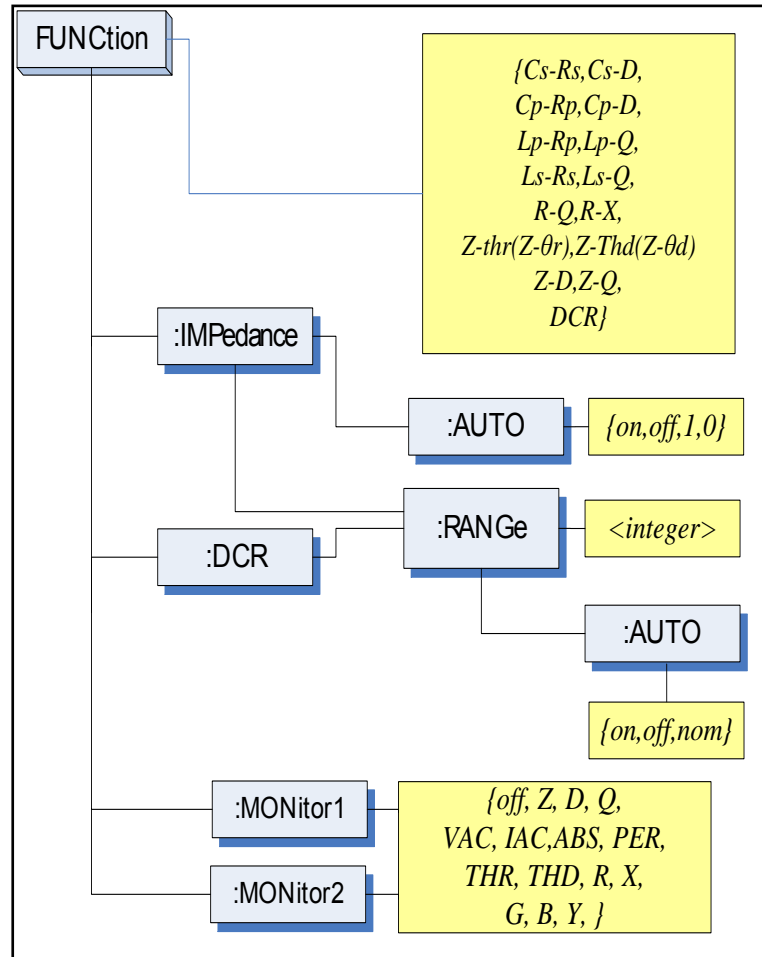 FUNCtion
{Cs-Rs,Cs-D,
Cp-Rp,Cp-D,
Lp-Rp,Lp-Q,
Ls-Rs,Ls-Q,
R-Q,R-X,
Z-thr(Z-θr),Z-Thd(Z-θd)
Z-D,Z-Q,
DCR}
:IMPedance
:AUTO
{on,off,1,0}
:RANGe
<integer>
:DCR
:AUTO
{on,off,nom}
:MONitor1
:MONitor2
{off, Z, D, Q,
VAC, IAC,ABS, PER,
THR, THD, R, X,
G, B, Y, }